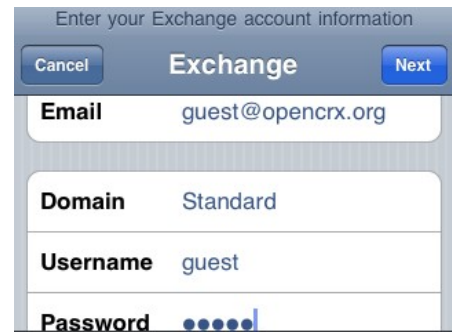 Enter your Exchange account information
Cancel Exchange Next
Email guest@opencrx.org
Domain Standard
Username guest
Password •••••